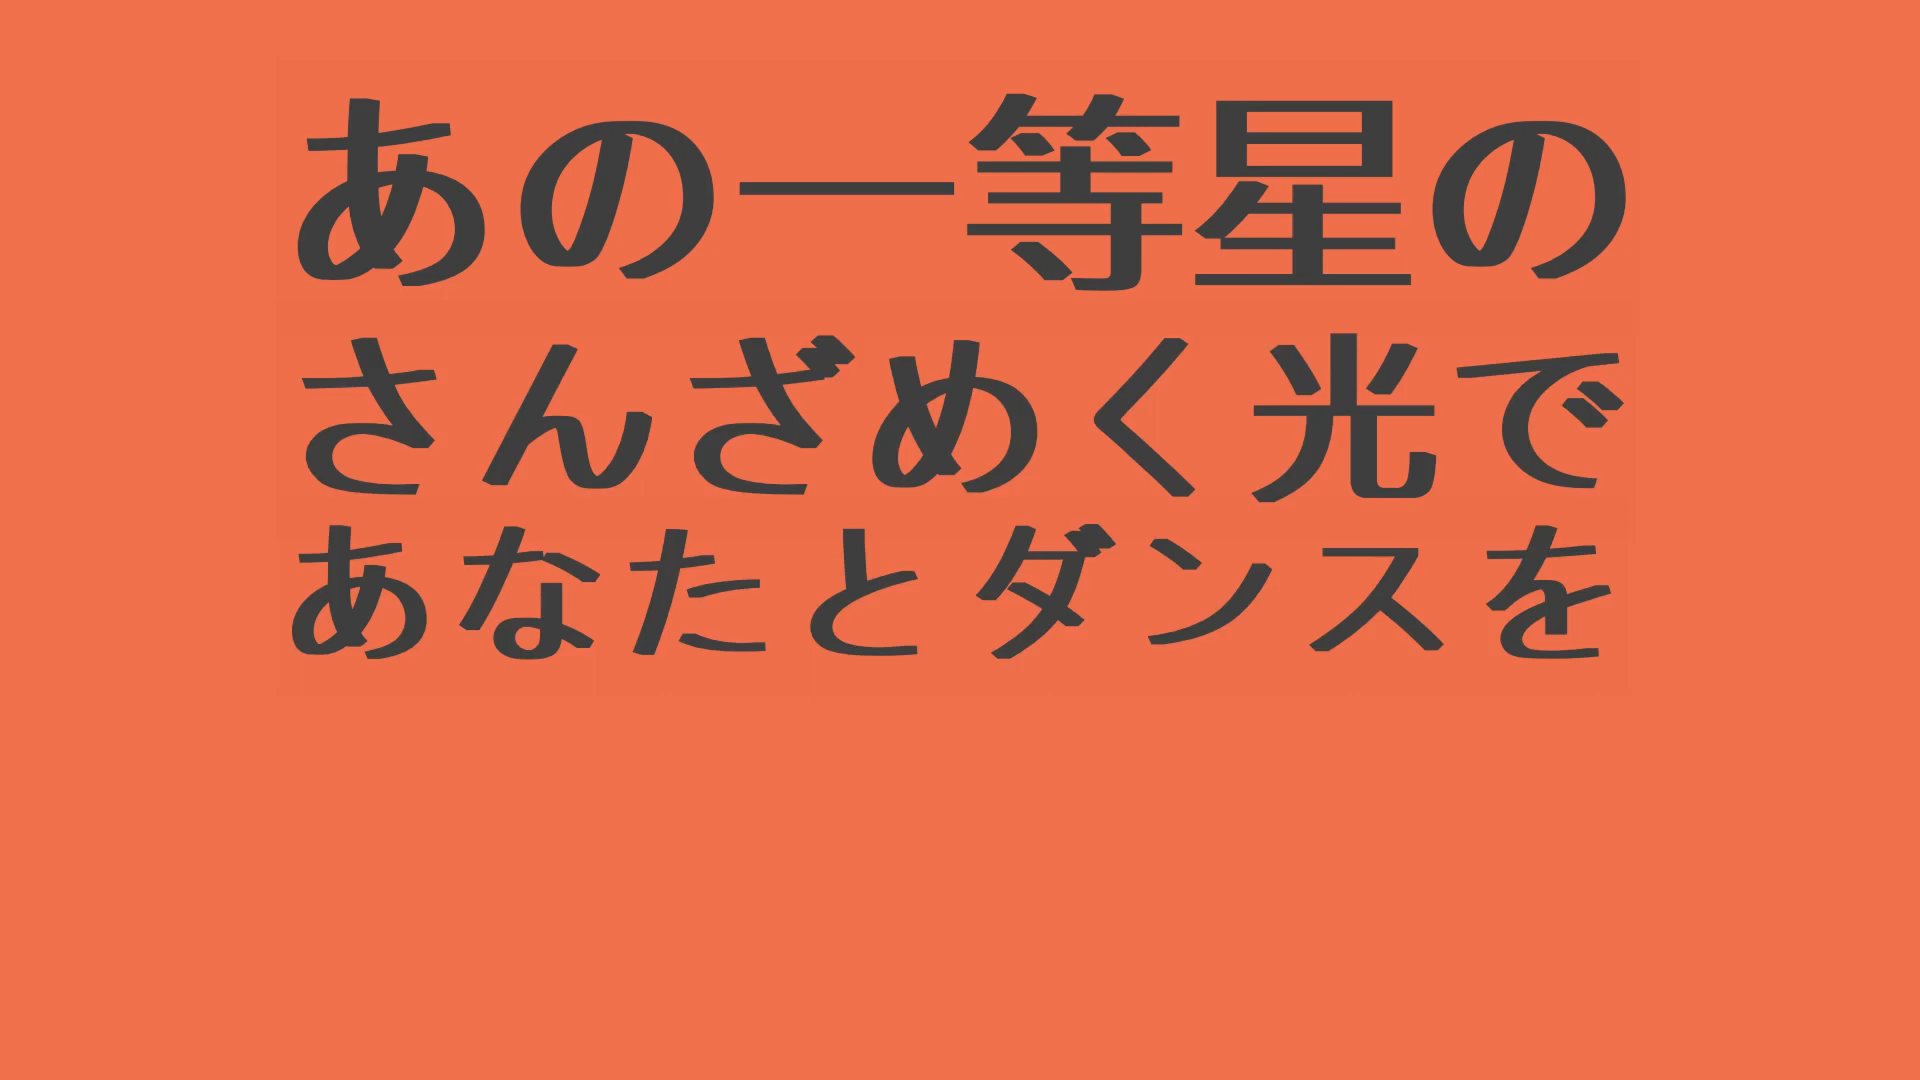 あの一等星の
さんざめく光で
あなたとダンスを